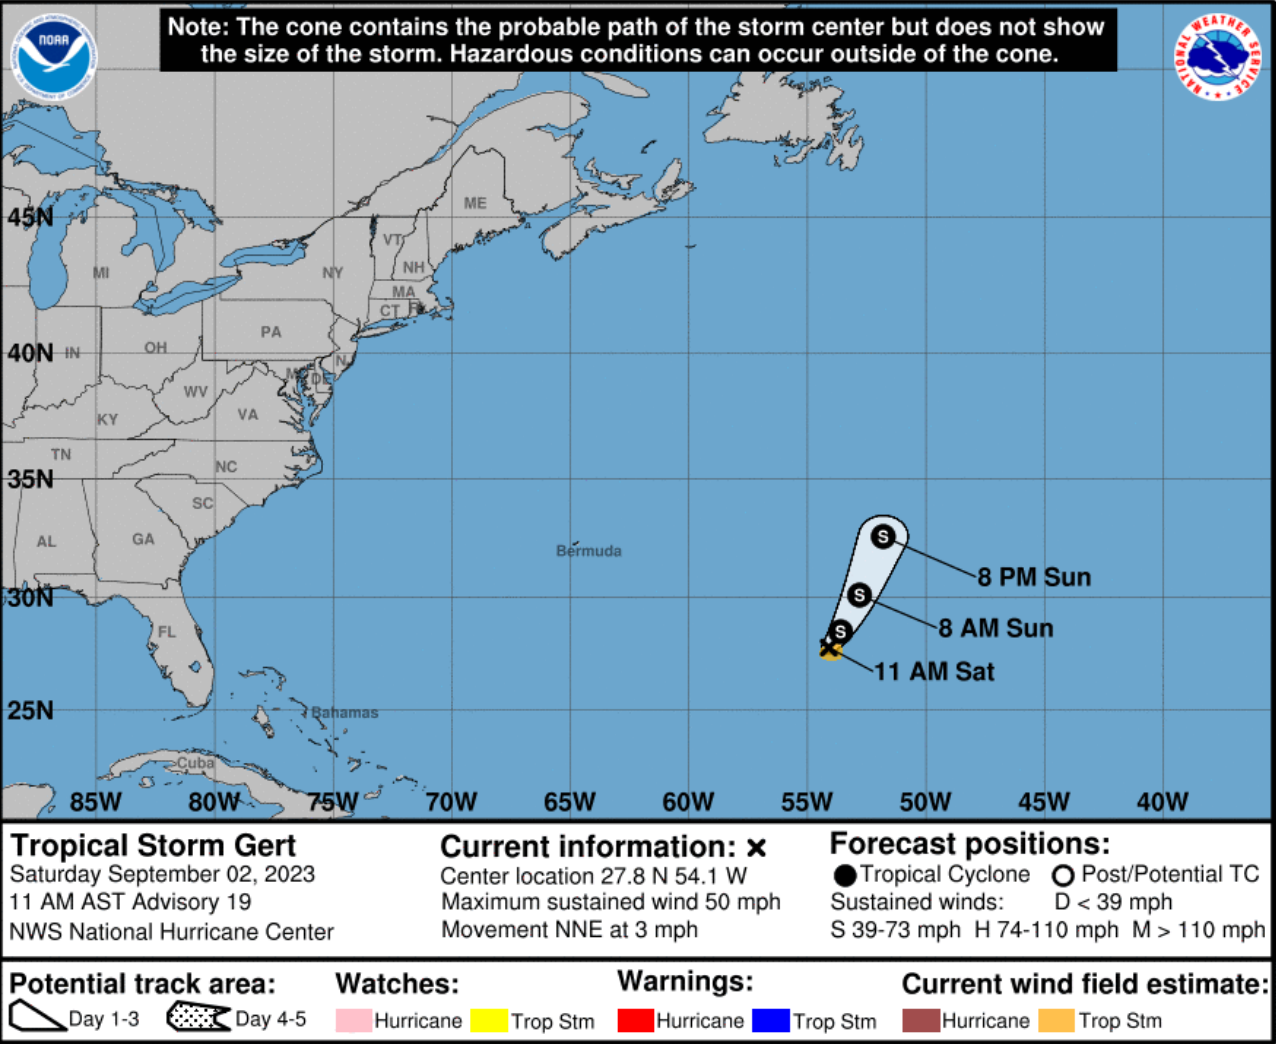 Note: The cone contains the probable path of the storm center but does not show
the size of the storm. Hazardous conditions can occur outside of the cone.
NOAA
NATIONAL WEATHER SERVICE
ME
45N
VT
MI
NY
NH
MA
CT
PA
OH
IN
40N
DE
WV
VA
KY
TN
NC
35N
SC
GA
AL
Bermuda
S
8 PM Sun
30N
S
8 AM Sun
FL
S
11 AM Sat
25N
Bahamas
Cuba
85W 80W 75W 70W 65W 60W 55W 50W 45W 40W
Tropical Storm Gert
Saturday September 02, 2023
11 AM AST Advisory 19
NWS National Hurricane Center
Current information: x
Center location 27.8 N 54.1 W
Maximum sustained wind 50 mph
Movement NNE at 3 mph
Forecast positions:
Tropical Cyclone Post/Potential TC
Sustained winds: D < 39 mph
S 39-73 mph H 74-110 mph M > 110 mph
Potential track area:
Day 1-3 Day 4-5
Watches:
Hurricane Trop Stm
Warnings:
Hurricane Trop Stm
Current wind field estimate:
Hurricane Trop Stm